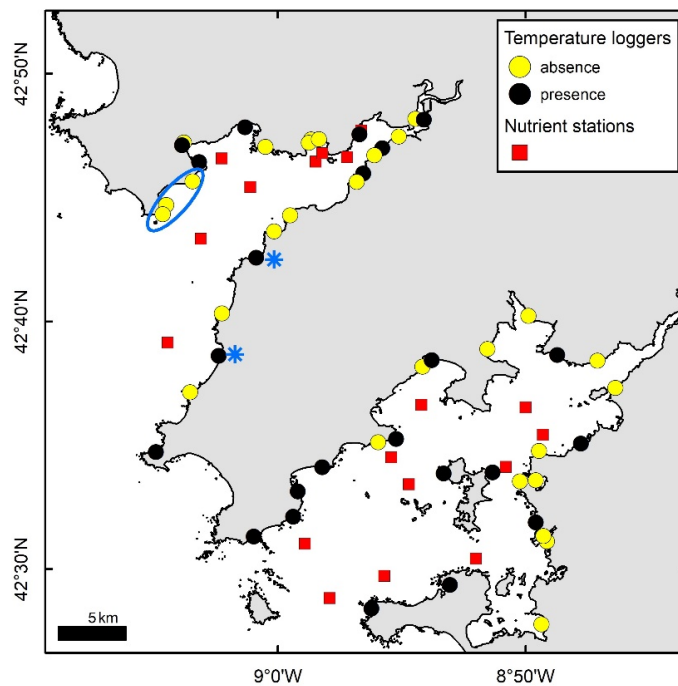 Temperature loggers
absence
presence
Nutrient stations
42°50'N
42°40'N
42°30'N
5 km
9°0'W
8°50'W